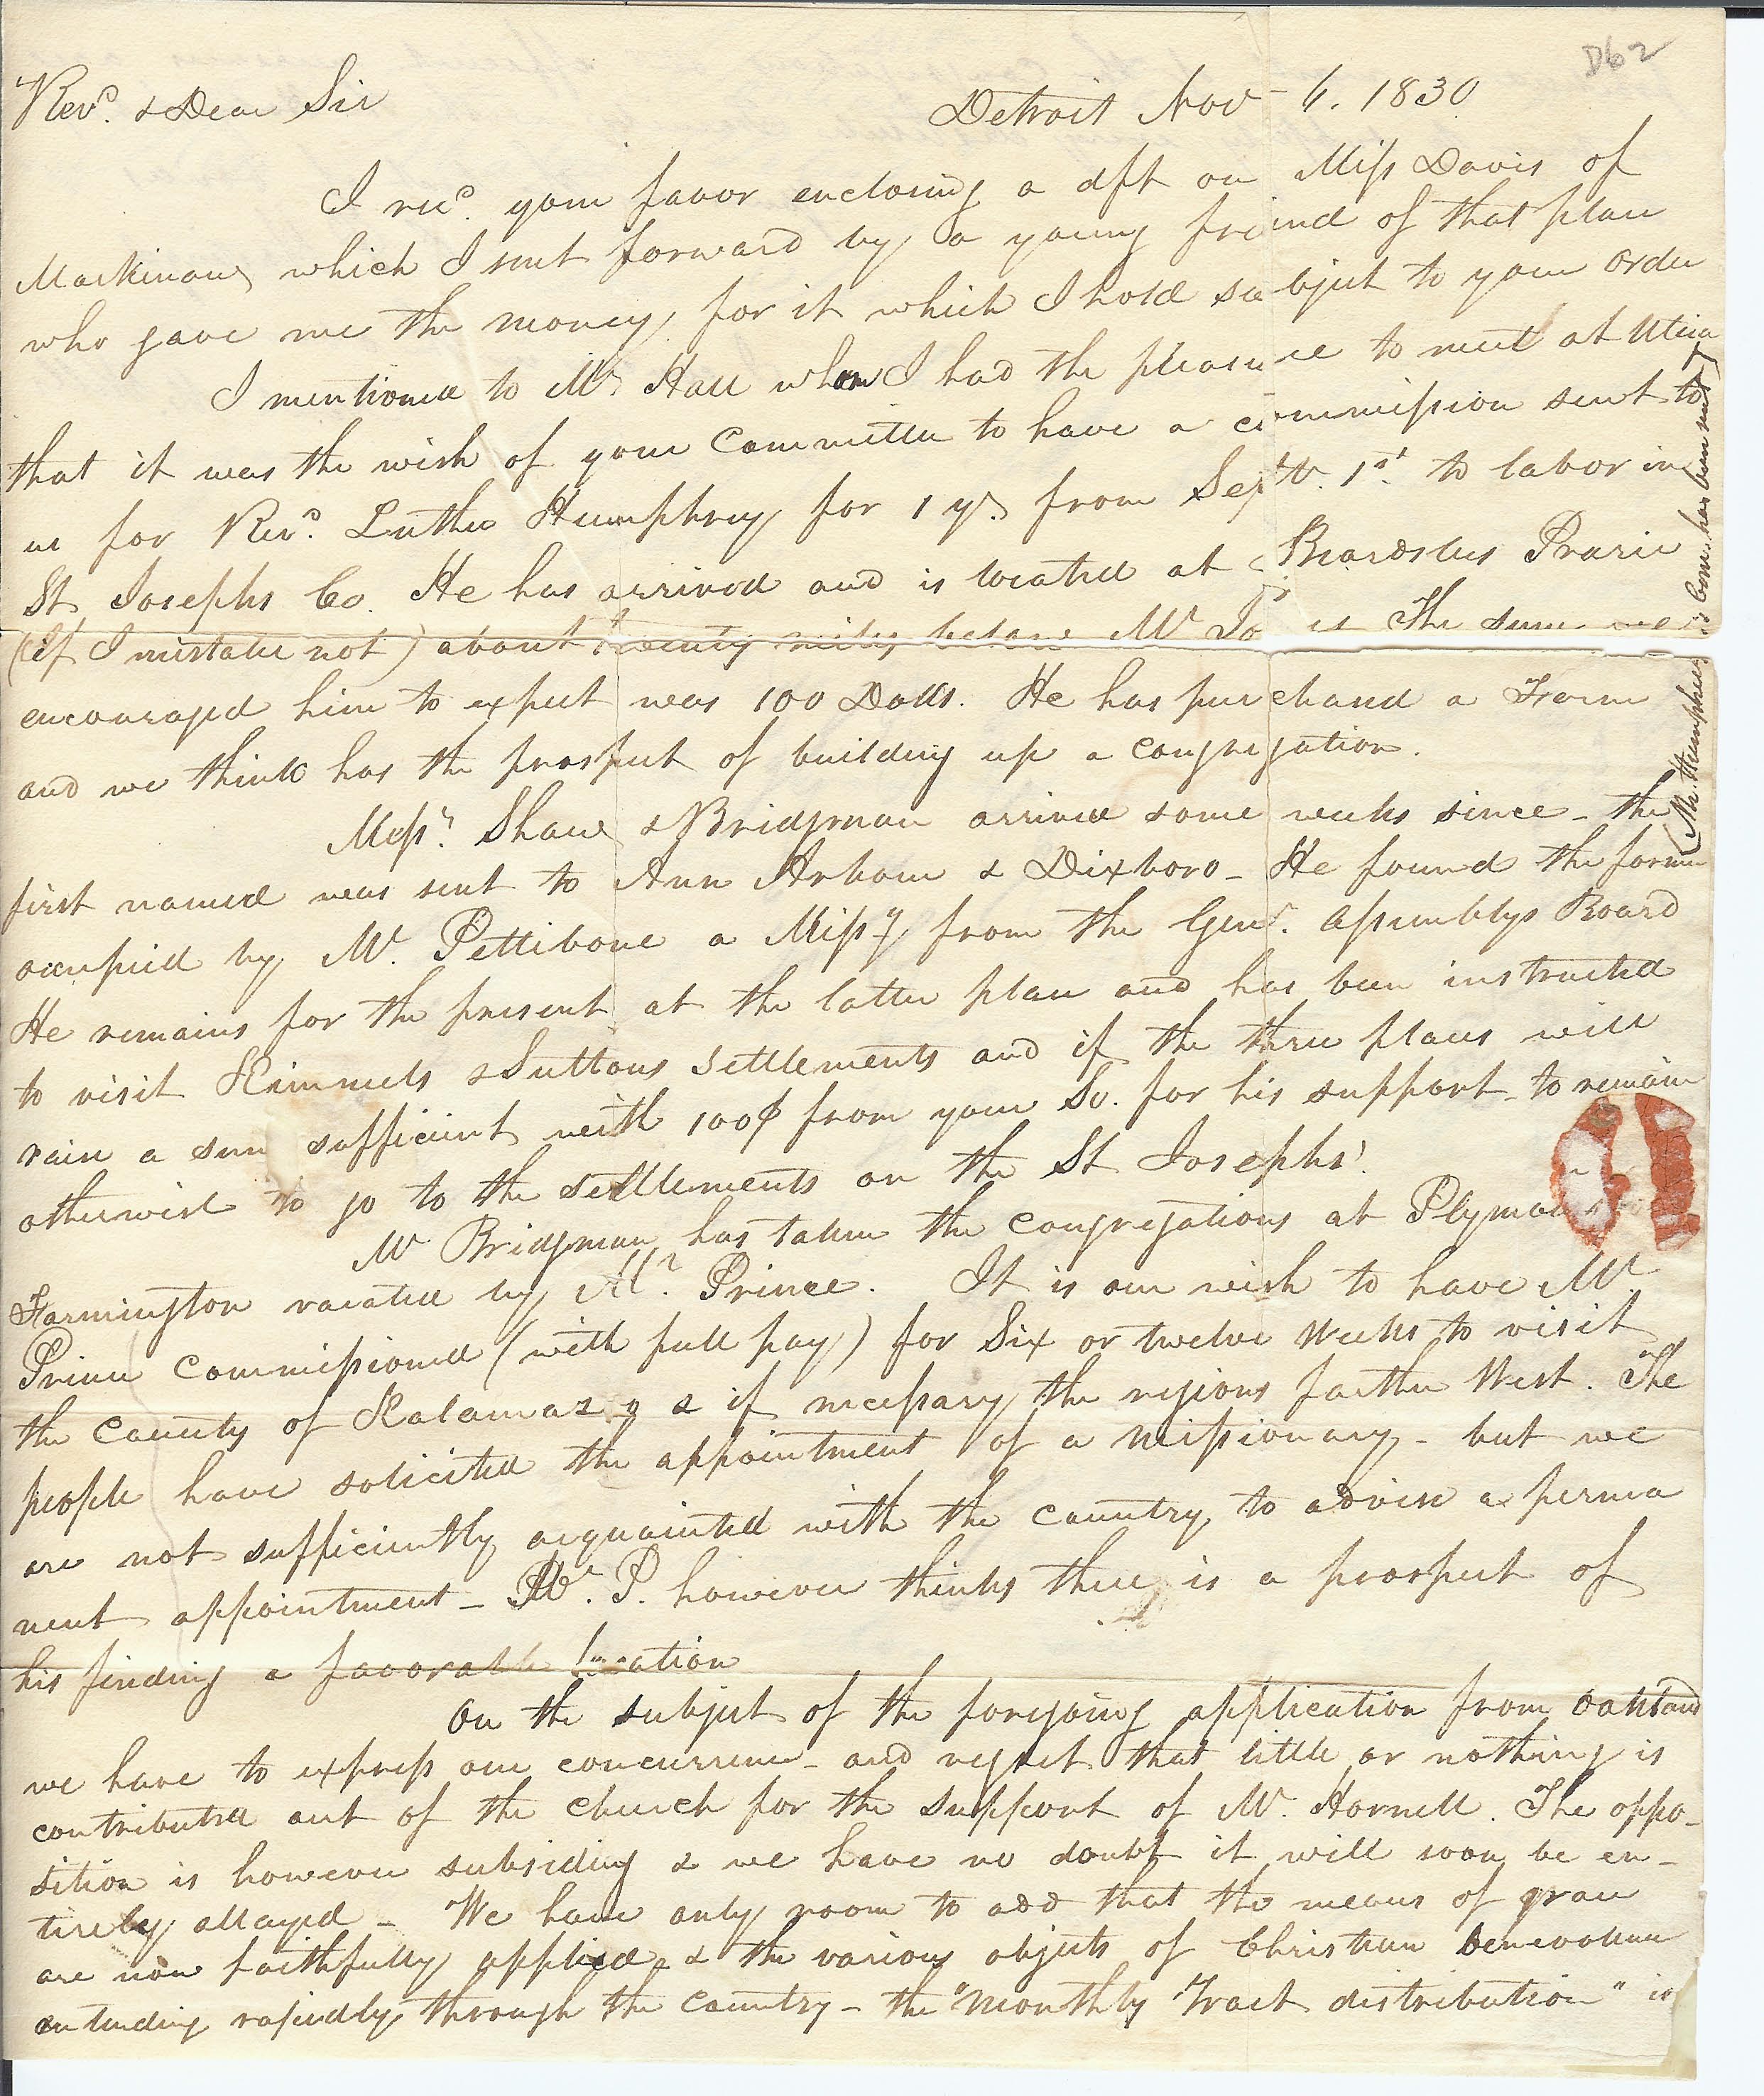 D62
Revd. & Dear Sir
Detroit Nov 6. 1830
I recd. your favor enclosing a dft on Miss Davis of
Mackinaw which I sent forward by a young friend of that place
who gave me the money for it which I hold subject to your order
I mentioned to Mr. Hall when I had the pleasure to meet at Utica
that it was the wish of your Committee to have a commission sent to
us for Revd. Luther Humphrey for 1 yr. from Sept. 1st. to labor in
St Josephs Co. He has arrived and is located at Beardslees Prarie
(if I mistake not) about twenty miles below Mr Jo The sum we
encouraged him to expect was 100 Dolls. He has purchased a Farm
and we think has the prospect of building up a congregation.
Messrs. Shaw & Bridgman arrived some weeks since - the
first named was sent to Ann Arbour & Dixboro - He found the former
occupied by Mr. Pettibone a Missy from the Genl. Assemblys Board
He remains for the present at the latter place and has been instructed
to visit Kimmels & Suttons settlements and if the three places will
raise a sum sufficient with 100$ from your So. for his support - to remain
otherwise to go to the settlements on the St Josephs'.
Mr Bridgman has taken the congregations at Plymou
Farmington vacated by Mr. Prince. It is our wish to have Mr.
Prince commissioned (with full pay) for Six or twelve Weeks to visit
the County of Kalamaz & if necessary the regions farther West. The
people have solicited the appointment of a missionary - but we
are not sufficiently acquainted with the country to advise a perma
nent appointment - Mr. P. however thinks there is a prospect of
his finding a favorable location
On the subject of the foregoing application from Oakland
we have to express our concurrence - and regret that little or nothing is
contributed out of the church for the support of Mr. Hornell. The oppo-
sition is however subsiding & we have no doubt it will soon be en-
tirely allayed - We have only room to add that the means of grace
are now faithfully applied - & the various objects of Christian benevolence
extending rapidly through the country - the "Monthly Tract distribution" is
(Mr. Humphrey's Com. has been sent)